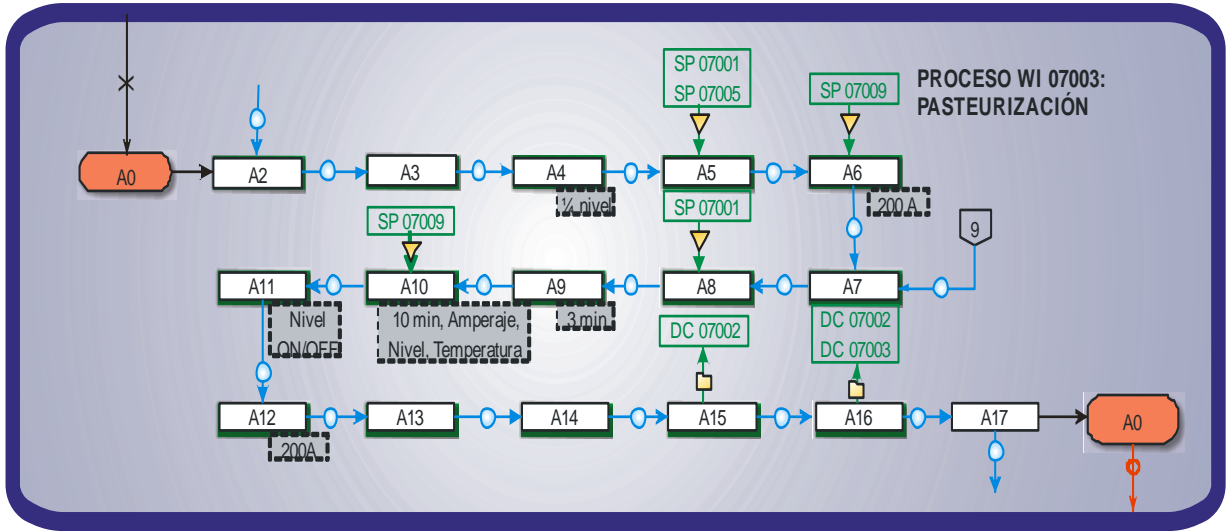 SP 07001
SP 07005
SP 07009
PROCESO WI 07003:
PASTEURIZACIÓN
A0
A2
A3
A4
A5
A6
¼ nivel
200 A
SP 07009
SP 07001
9
A11
A10
A9
A8
A7
Nivel
ON/OFF
10 min, Amperaje,
Nivel, Temperatura
3 min.
DC 07002
DC 07002
DC 07003
A12
A13
A14
A15
A16
A17
A0
200A